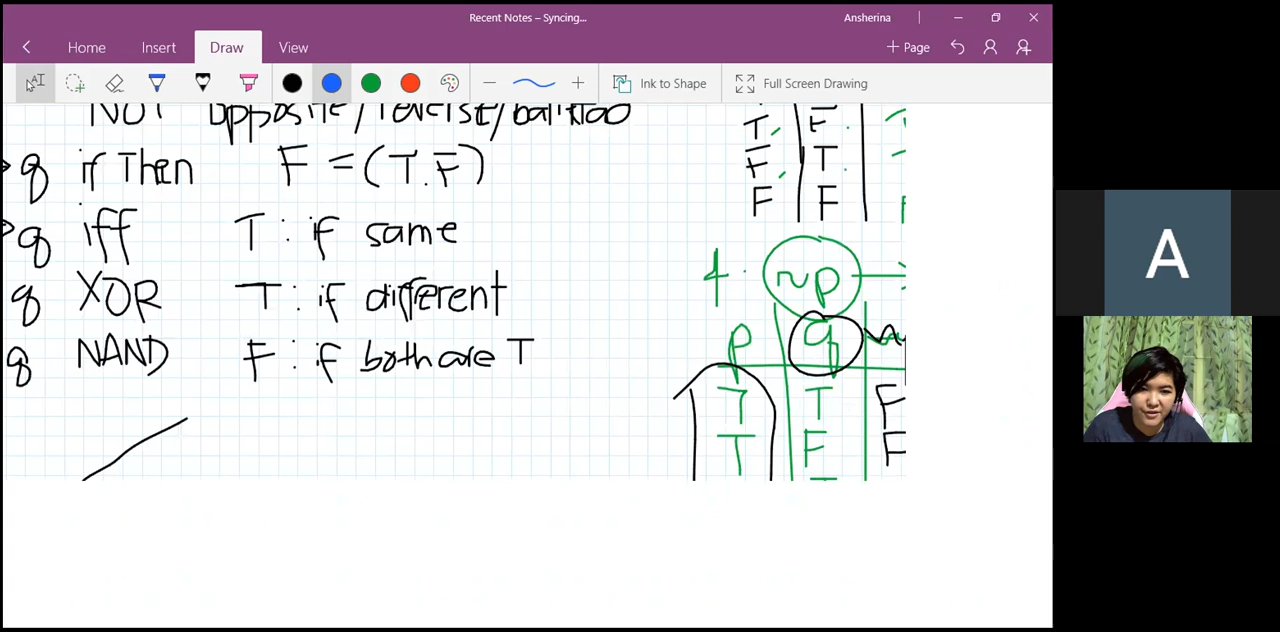 Recent Notes – Syncing...
Ansherina
Home Insert Draw View
+ Page
Ink to Shape
Full Screen Drawing
NOT opposite/reverse/baliktad
q if Then F = (T.F)
q iff T : if same
q XOR T : if different
q NAND F : if both are T
T F
F T
F F
4. ~p
p q
T T F
T F F
A